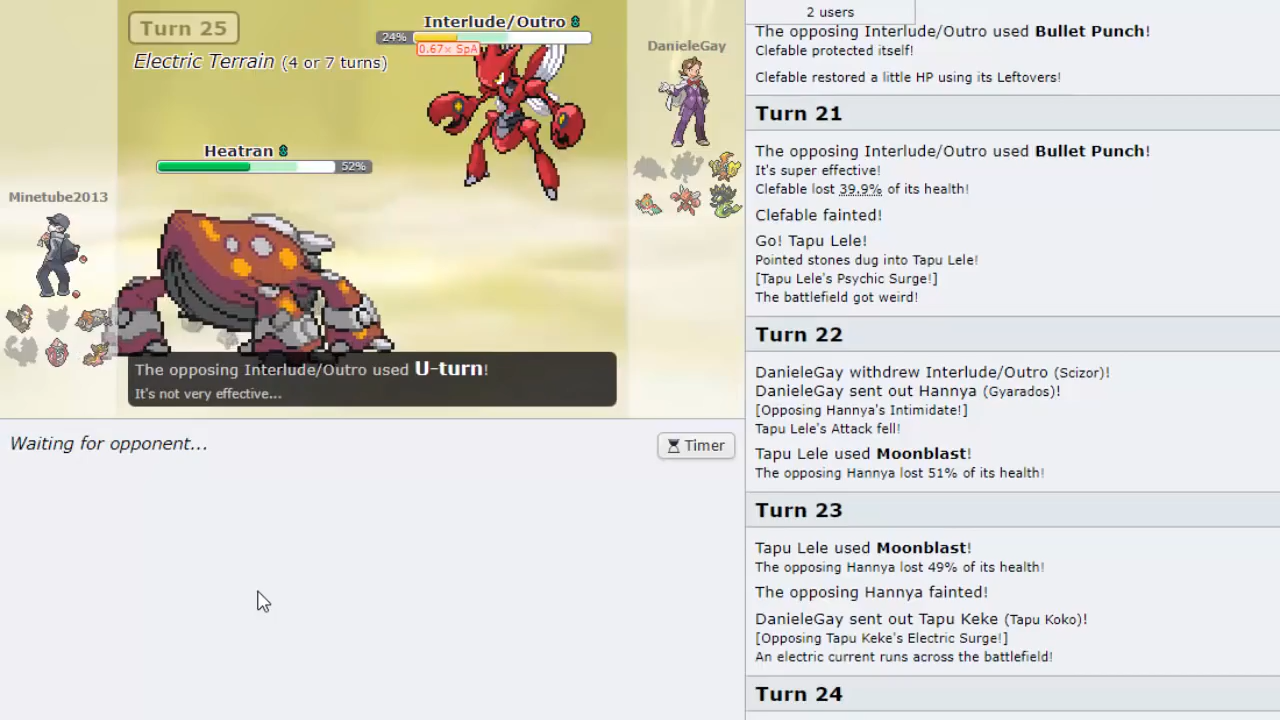 Turn 25
Electric Terrain (4 or 7 turns)
Interlude/Outro
24%
0.67× SpA
Heatran
52%
Minetube2013
DanieleGay
The opposing Interlude/Outro used U-turn!
It's not very effective...
Waiting for opponent...
Timer
2 users
The opposing Interlude/Outro used Bullet Punch!
Clefable protected itself!
Clefable restored a little HP using its Leftovers!
Turn 21
The opposing Interlude/Outro used Bullet Punch!
It's super effective!
Clefable lost 39.9% of its health!
Clefable fainted!
Go! Tapu Lele!
Pointed stones dug into Tapu Lele!
[Tapu Lele's Psychic Surge!]
The battlefield got weird!
Turn 22
DanieleGay withdrew Interlude/Outro (Scizor)!
DanieleGay sent out Hannya (Gyarados)!
[Opposing Hannya's Intimidate!]
Tapu Lele's Attack fell!
Tapu Lele used Moonblast!
The opposing Hannya lost 51% of its health!
Turn 23
Tapu Lele used Moonblast!
The opposing Hannya lost 49% of its health!
The opposing Hannya fainted!
DanieleGay sent out Tapu Keke (Tapu Koko)!
[Opposing Tapu Keke's Electric Surge!]
An electric current runs across the battlefield!
Turn 24